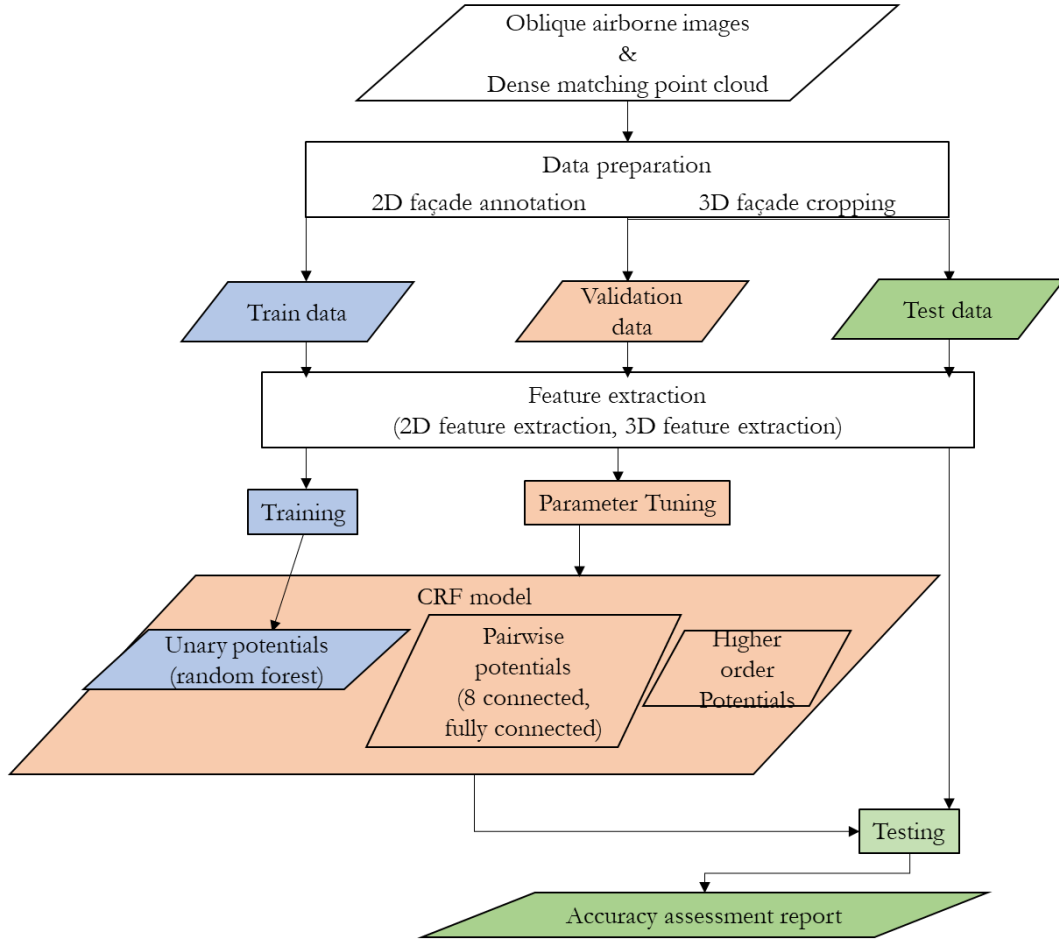 Oblique airborne images
&
Dense matching point cloud
Data preparation
2D façade annotation
3D façade cropping
Train data
Validation
data
Test data
Feature extraction
(2D feature extraction, 3D feature extraction)
Training
Parameter Tuning
CRF model
Unary potentials
(random forest)
Pairwise
potentials
(8 connected,
fully connected)
Higher
order
Potentials
Testing
Accuracy assessment report